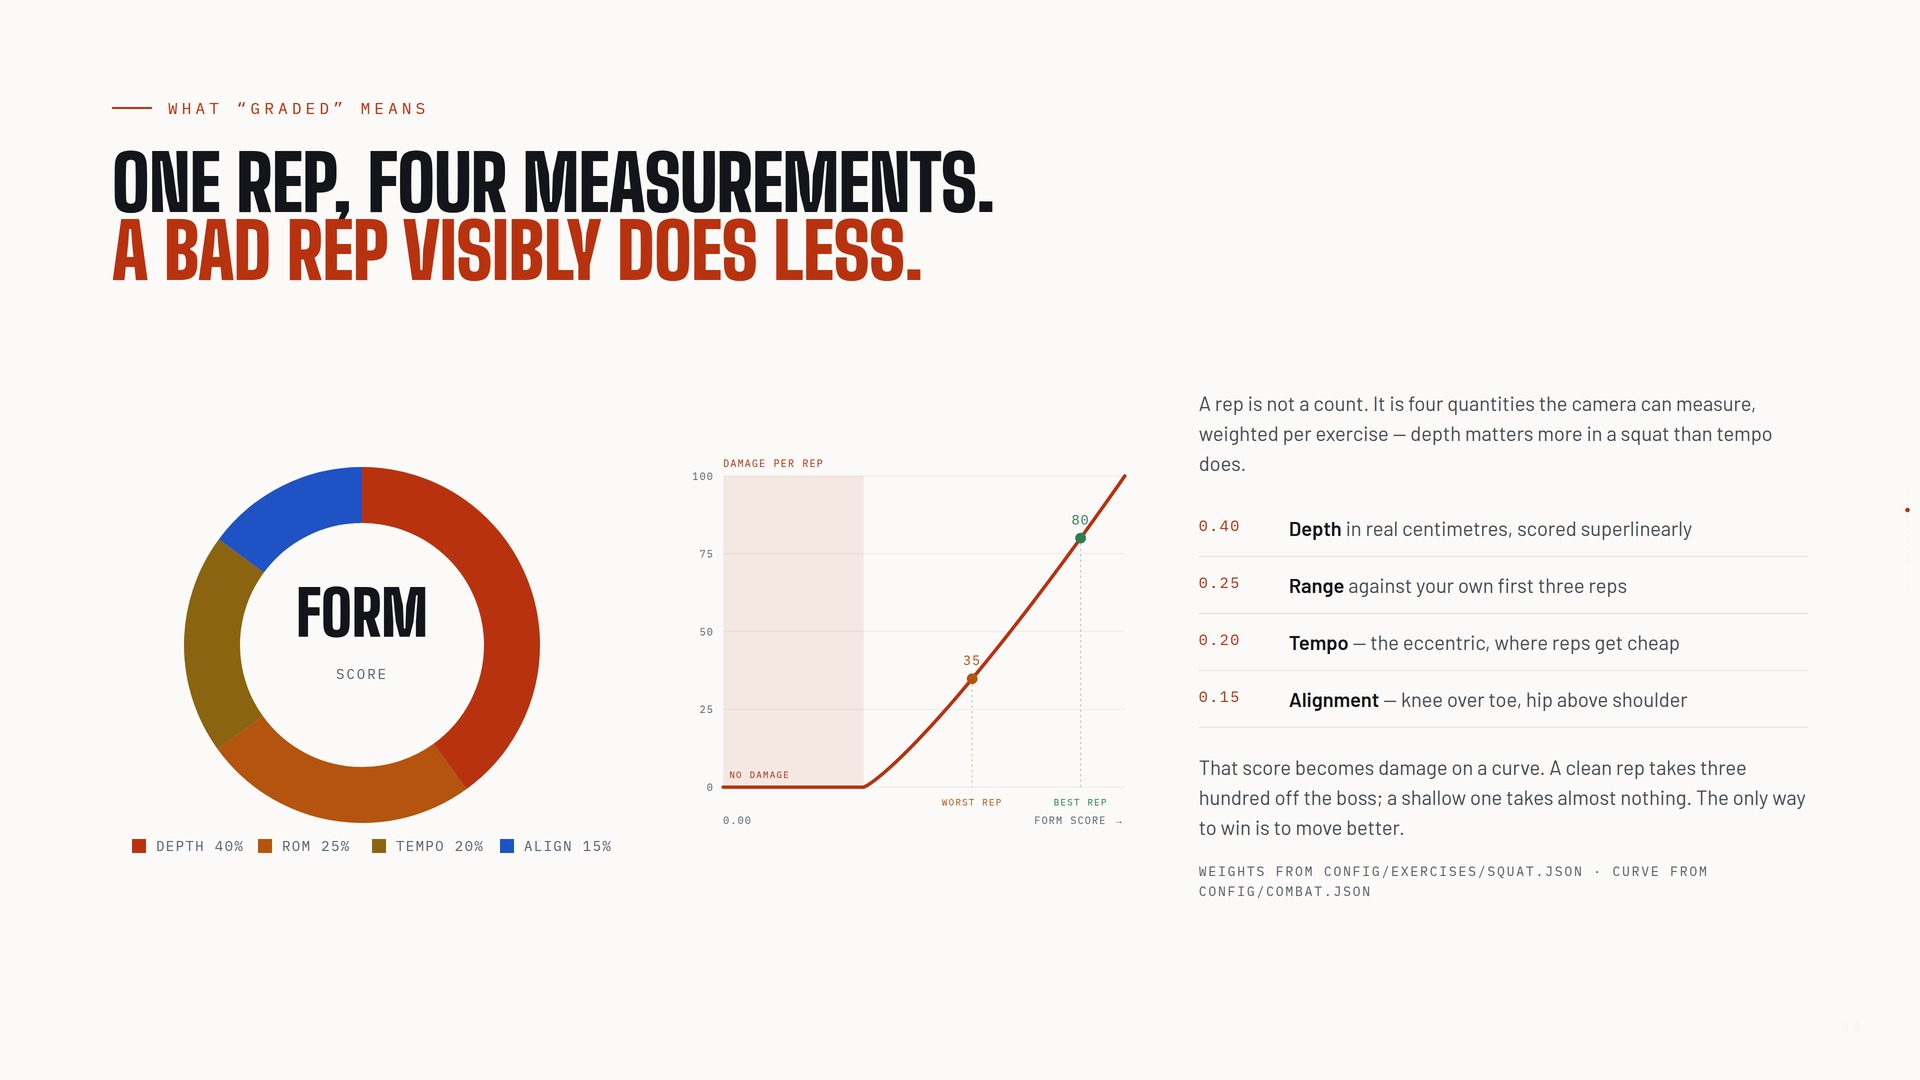 WHAT “GRADED” MEANS
ONE REP, FOUR MEASUREMENTS.
A BAD REP VISIBLY DOES LESS.
FORM
SCORE
DEPTH 40% ROM 25% TEMPO 20% ALIGN 15%
DAMAGE PER REP
100
75
50
25
0
80
35
NO DAMAGE
WORST REP BEST REP
0.00 FORM SCORE →
A rep is not a count. It is four quantities the camera can measure,
weighted per exercise — depth matters more in a squat than tempo
does.
0.40 Depth in real centimetres, scored superlinearly
0.25 Range against your own first three reps
0.20 Tempo — the eccentric, where reps get cheap
0.15 Alignment — knee over toe, hip above shoulder
That score becomes damage on a curve. A clean rep takes three
hundred off the boss; a shallow one takes almost nothing. The only way
to win is to move better.
WEIGHTS FROM CONFIG/EXERCISES/SQUAT.JSON · CURVE FROM
CONFIG/COMBAT.JSON